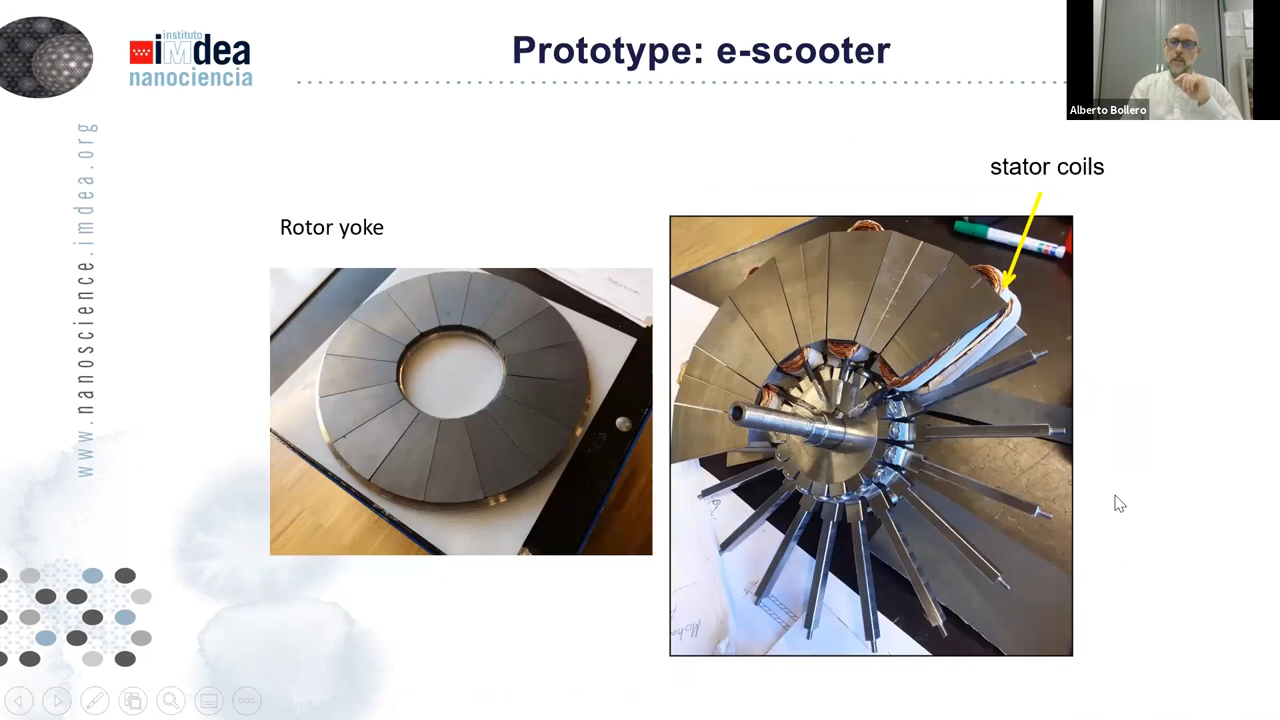 instituto
imdea
nanociencia
Prototype: e-scooter
Alberto Bollero
www.nanoscience.imdea.org
stator coils
Rotor yoke